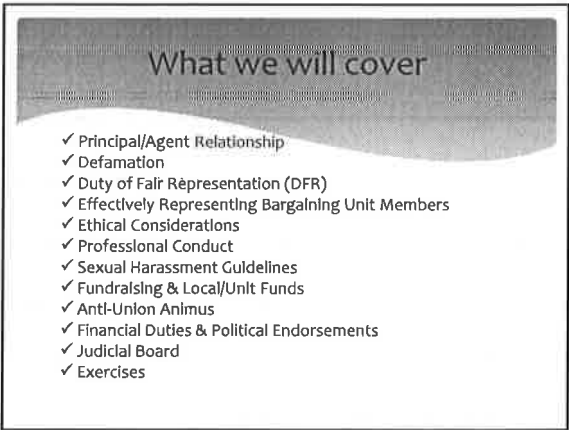 What we will cover
✓ Principal/Agent Relationship
✓ Defamation
✓ Duty of Fair Representation (DFR)
✓ Effectively Representing Bargaining Unit Members
✓ Ethical Considerations
✓ Professional Conduct
✓ Sexual Harassment Guidelines
✓ Fundraising & Local/Unit Funds
✓ Anti-Union Animus
✓ Financial Duties & Political Endorsements
✓ Judicial Board
✓ Exercises